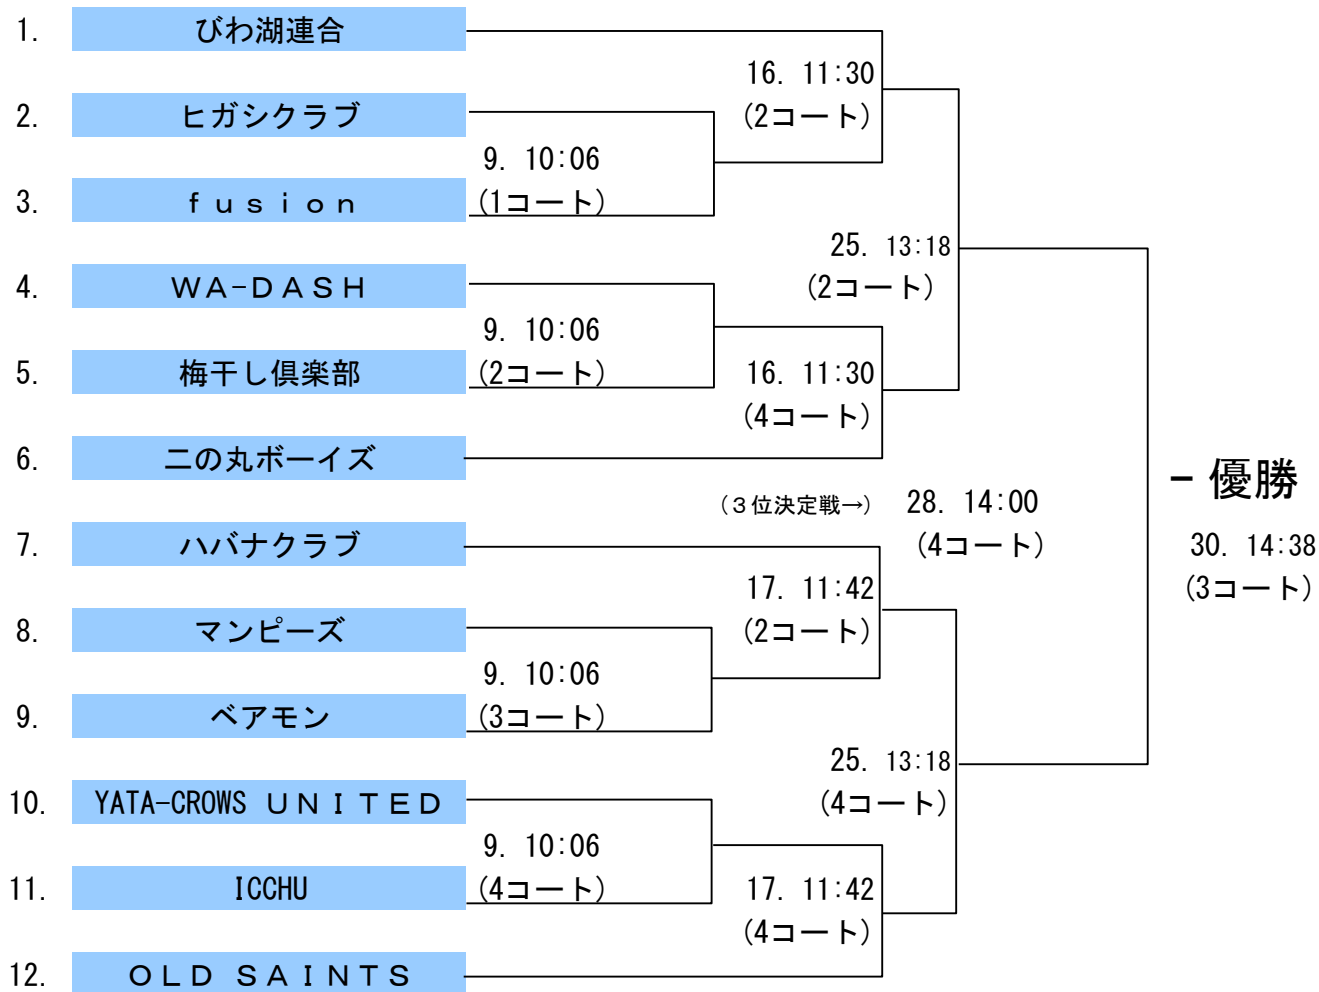 1. びわ湖連合
16. 11:30
(2コート)
2. ヒガシクラブ
9. 10:06
(1コート)
3. ｆｕｓｉｏｎ
25. 13:18
(2コート)
4. ＷＡ−ＤＡＳＨ
9. 10:06
(2コート)
5. 梅干し倶楽部
16. 11:30
(4コート)
6. 二の丸ボーイズ
− 優勝
30. 14:38
(3コート)
(３位決定戦→) 28. 14:00
(4コート)
7. ハバナクラブ
17. 11:42
(2コート)
8. マンピーズ
9. 10:06
(3コート)
9. ベアモン
25. 13:18
(4コート)
10. YATA-CROWS ＵＮＩＴＥＤ
9. 10:06
(4コート)
11. ICCHU
17. 11:42
(4コート)
12. ＯＬＤ ＳＡＩＮＴＳ